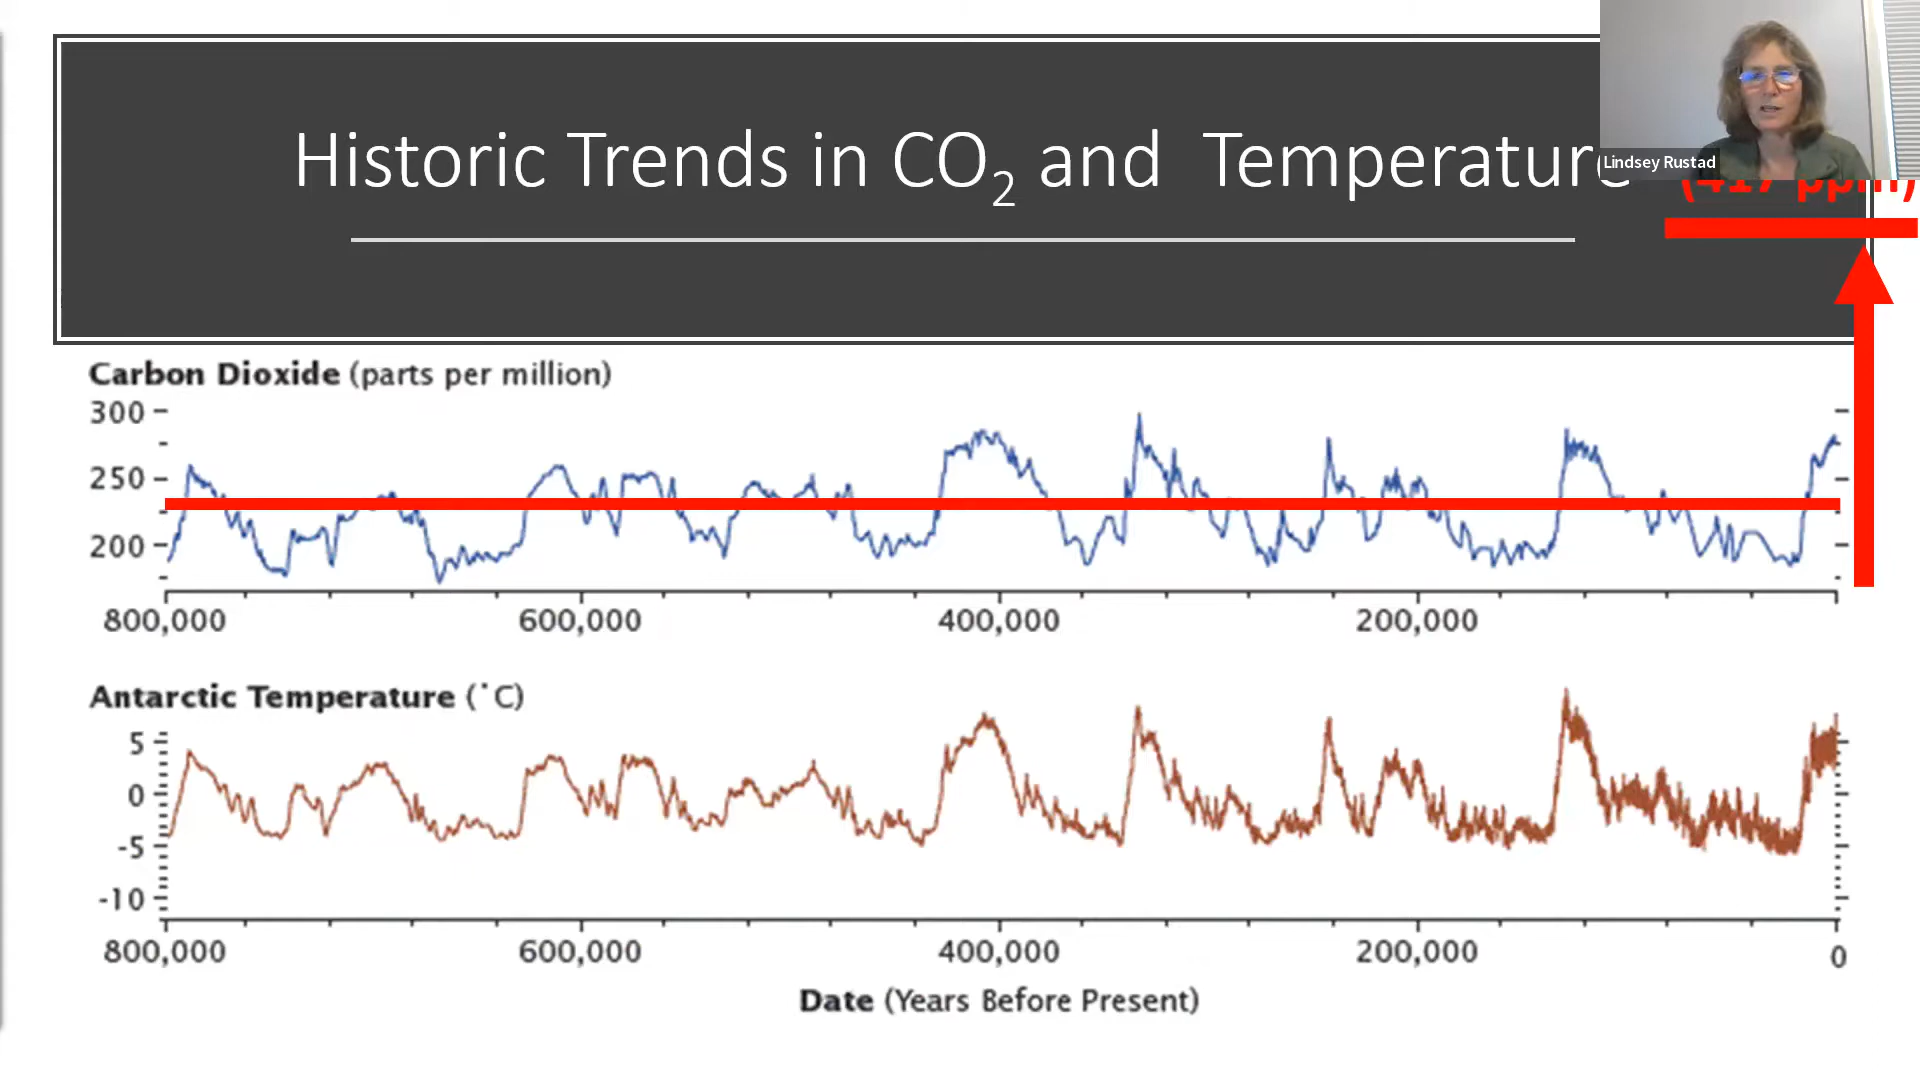 Historic Trends in CO₂ and Temperature
Lindsey Rustad
(417 ppm)
Carbon Dioxide (parts per million)
300
250
200
800,000 600,000 400,000 200,000
Antarctic Temperature (˚C)
5
0
-5
-10
800,000 600,000 400,000 200,000 0
Date (Years Before Present)